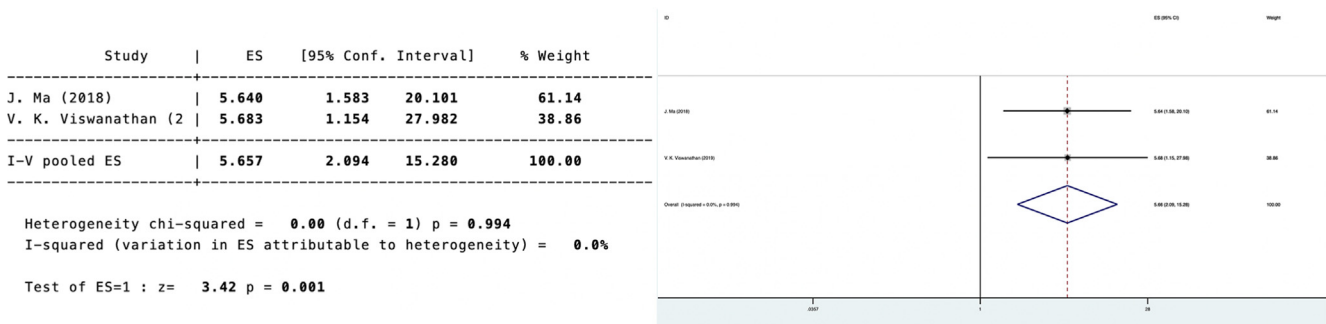 Study | ES [95% Conf. Interval] % Weight
J. Ma (2018) | 5.640 1.583 20.101 61.14
V. K. Viswanathan (2 | 5.683 1.154 27.982 38.86
I-V pooled ES | 5.657 2.094 15.280 100.00
Heterogeneity chi-squared = 0.00 (d.f. = 1) p = 0.994
I-squared (variation in ES attributable to heterogeneity) = 0.0%
Test of ES=1 : z= 3.42 p = 0.001
ID ES (95% CI) Weight
J. Ma (2018) 5.64 (1.58, 20.10) 61.14
V. K. Viswanathan (2019) 5.68 (1.15, 27.98) 38.86
Overall (I-squared = 0.0%, p = 0.994) 5.66 (2.09, 15.28) 100.00
.0357 1 28